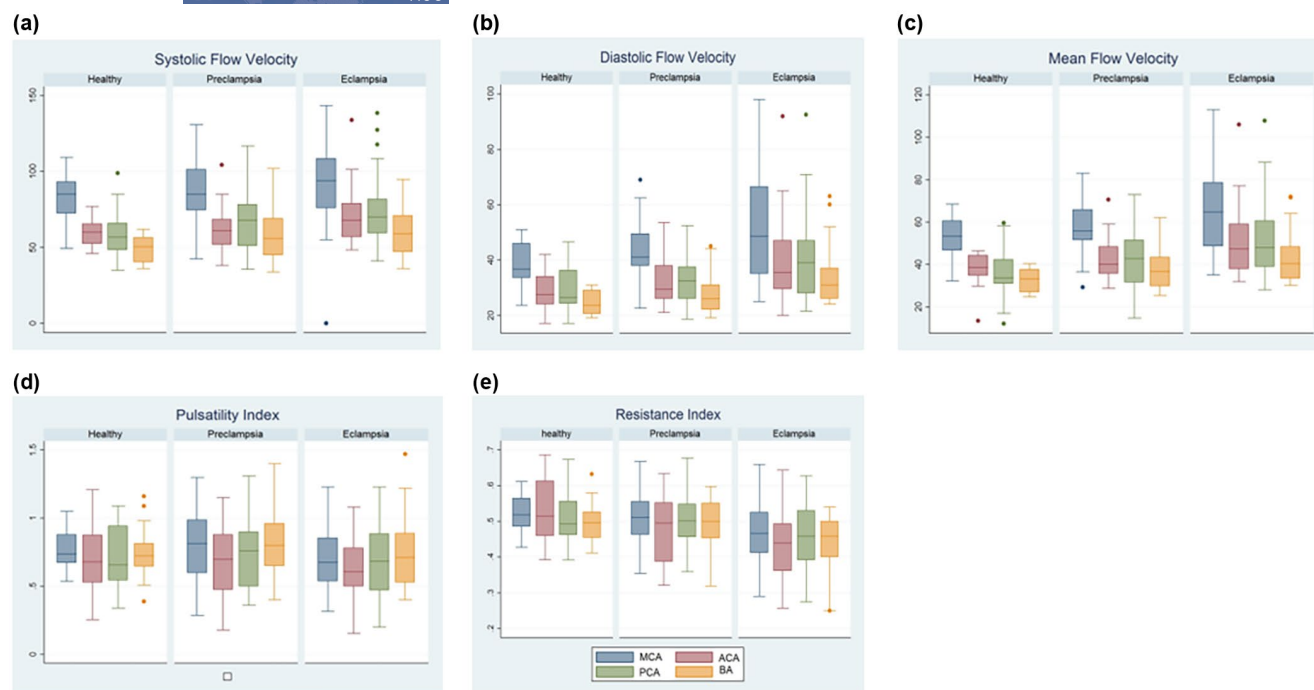 (a)
Systolic Flow Velocity
Healthy Preclampsia Eclampsia
150
100
50
0
(b)
Diastolic Flow Velocity
Healthy Preclampsia Eclampsia
100
80
60
40
20
(c)
Mean Flow Velocity
Healthy Preclampsia Eclampsia
120
100
80
60
40
20
(d)
Pulsatility Index
Healthy Preclampsia Eclampsia
1.5
1
.5
0
(e)
Resistance Index
healthy Preclampsia Eclampsia
.7
.6
.5
.4
.3
.2
MCA ACA
PCA BA